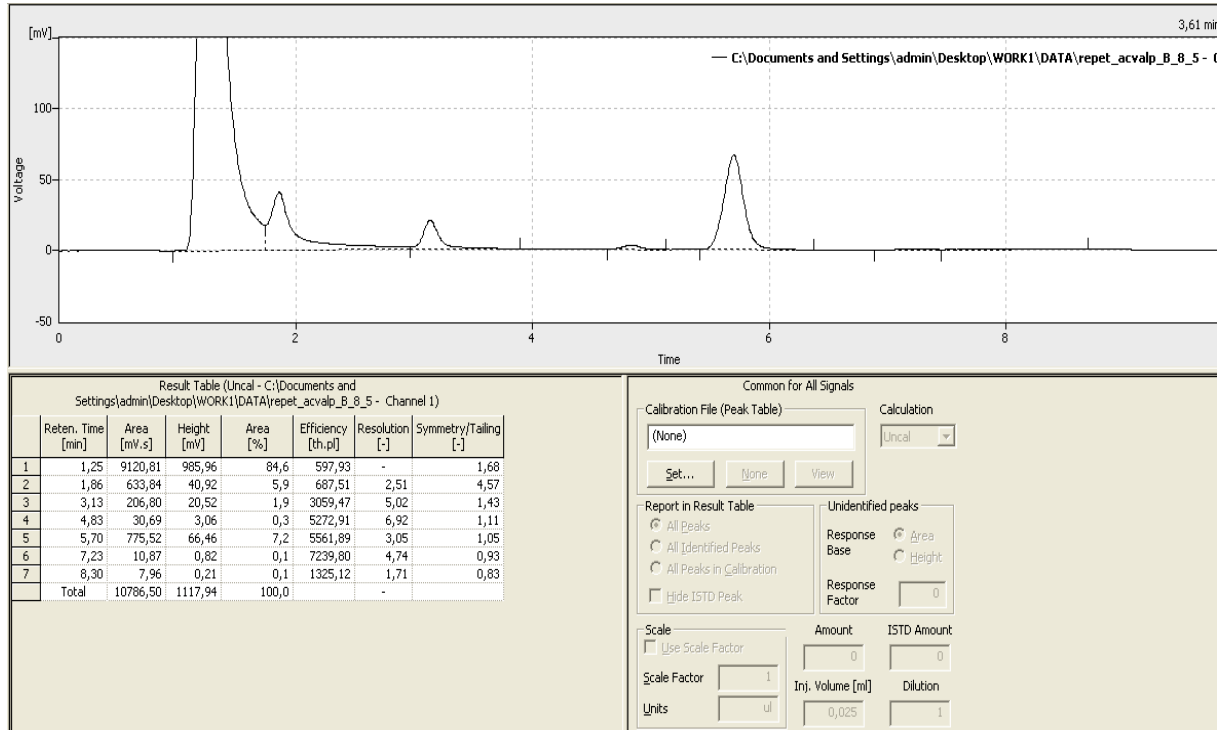 [mV]
3,61 min
C:\Documents and Settings\admin\Desktop\WORK1\DATA\repet_acvalp_B_8_5 - C
100
50
0
-50
Voltage
0 2 4 6 8
Time
Result Table (Uncal - C:\Documents and
Settings\admin\Desktop\WORK1\DATA\repet_acvalp_B_8_5 - Channel 1)
Reten. Time Area Height Area Efficiency Resolution Symmetry/Tailing
[min] [mV.s] [mV] [%] [th.pl] [-] [-]
1 1,25 9120,81 985,96 84,6 597,93 - 1,68
2 1,86 633,84 40,92 5,9 687,51 2,51 4,57
3 3,13 206,80 20,52 1,9 3059,47 5,02 1,43
4 4,83 30,69 3,06 0,3 5272,91 6,92 1,11
5 5,70 775,52 66,46 7,2 5561,89 3,05 1,05
6 7,23 10,87 0,82 0,1 7239,80 4,74 0,93
7 8,30 7,96 0,21 0,1 1325,12 1,71 0,83
Total 10786,50 1117,94 100,0 -
Common for All Signals
Calibration File (Peak Table)
(None)
Set... None View
Calculation
Uncal
Report in Result Table
All Peaks
All Identified Peaks
All Peaks in Calibration
Hide ISTD Peak
Unidentified peaks
Response Base
Area
Height
Response Factor
0
Scale
Use Scale Factor
Scale Factor 1
Units ul
Amount ISTD Amount
0 0
Inj. Volume [ml] Dilution
0,025 1